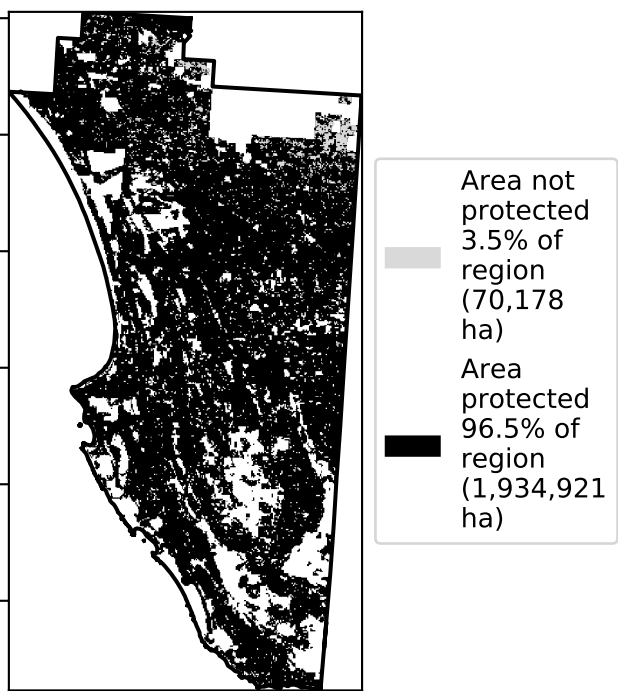 Area not
protected
3.5% of
region
(70,178
ha)
Area
protected
96.5% of
region
(1,934,921
ha)